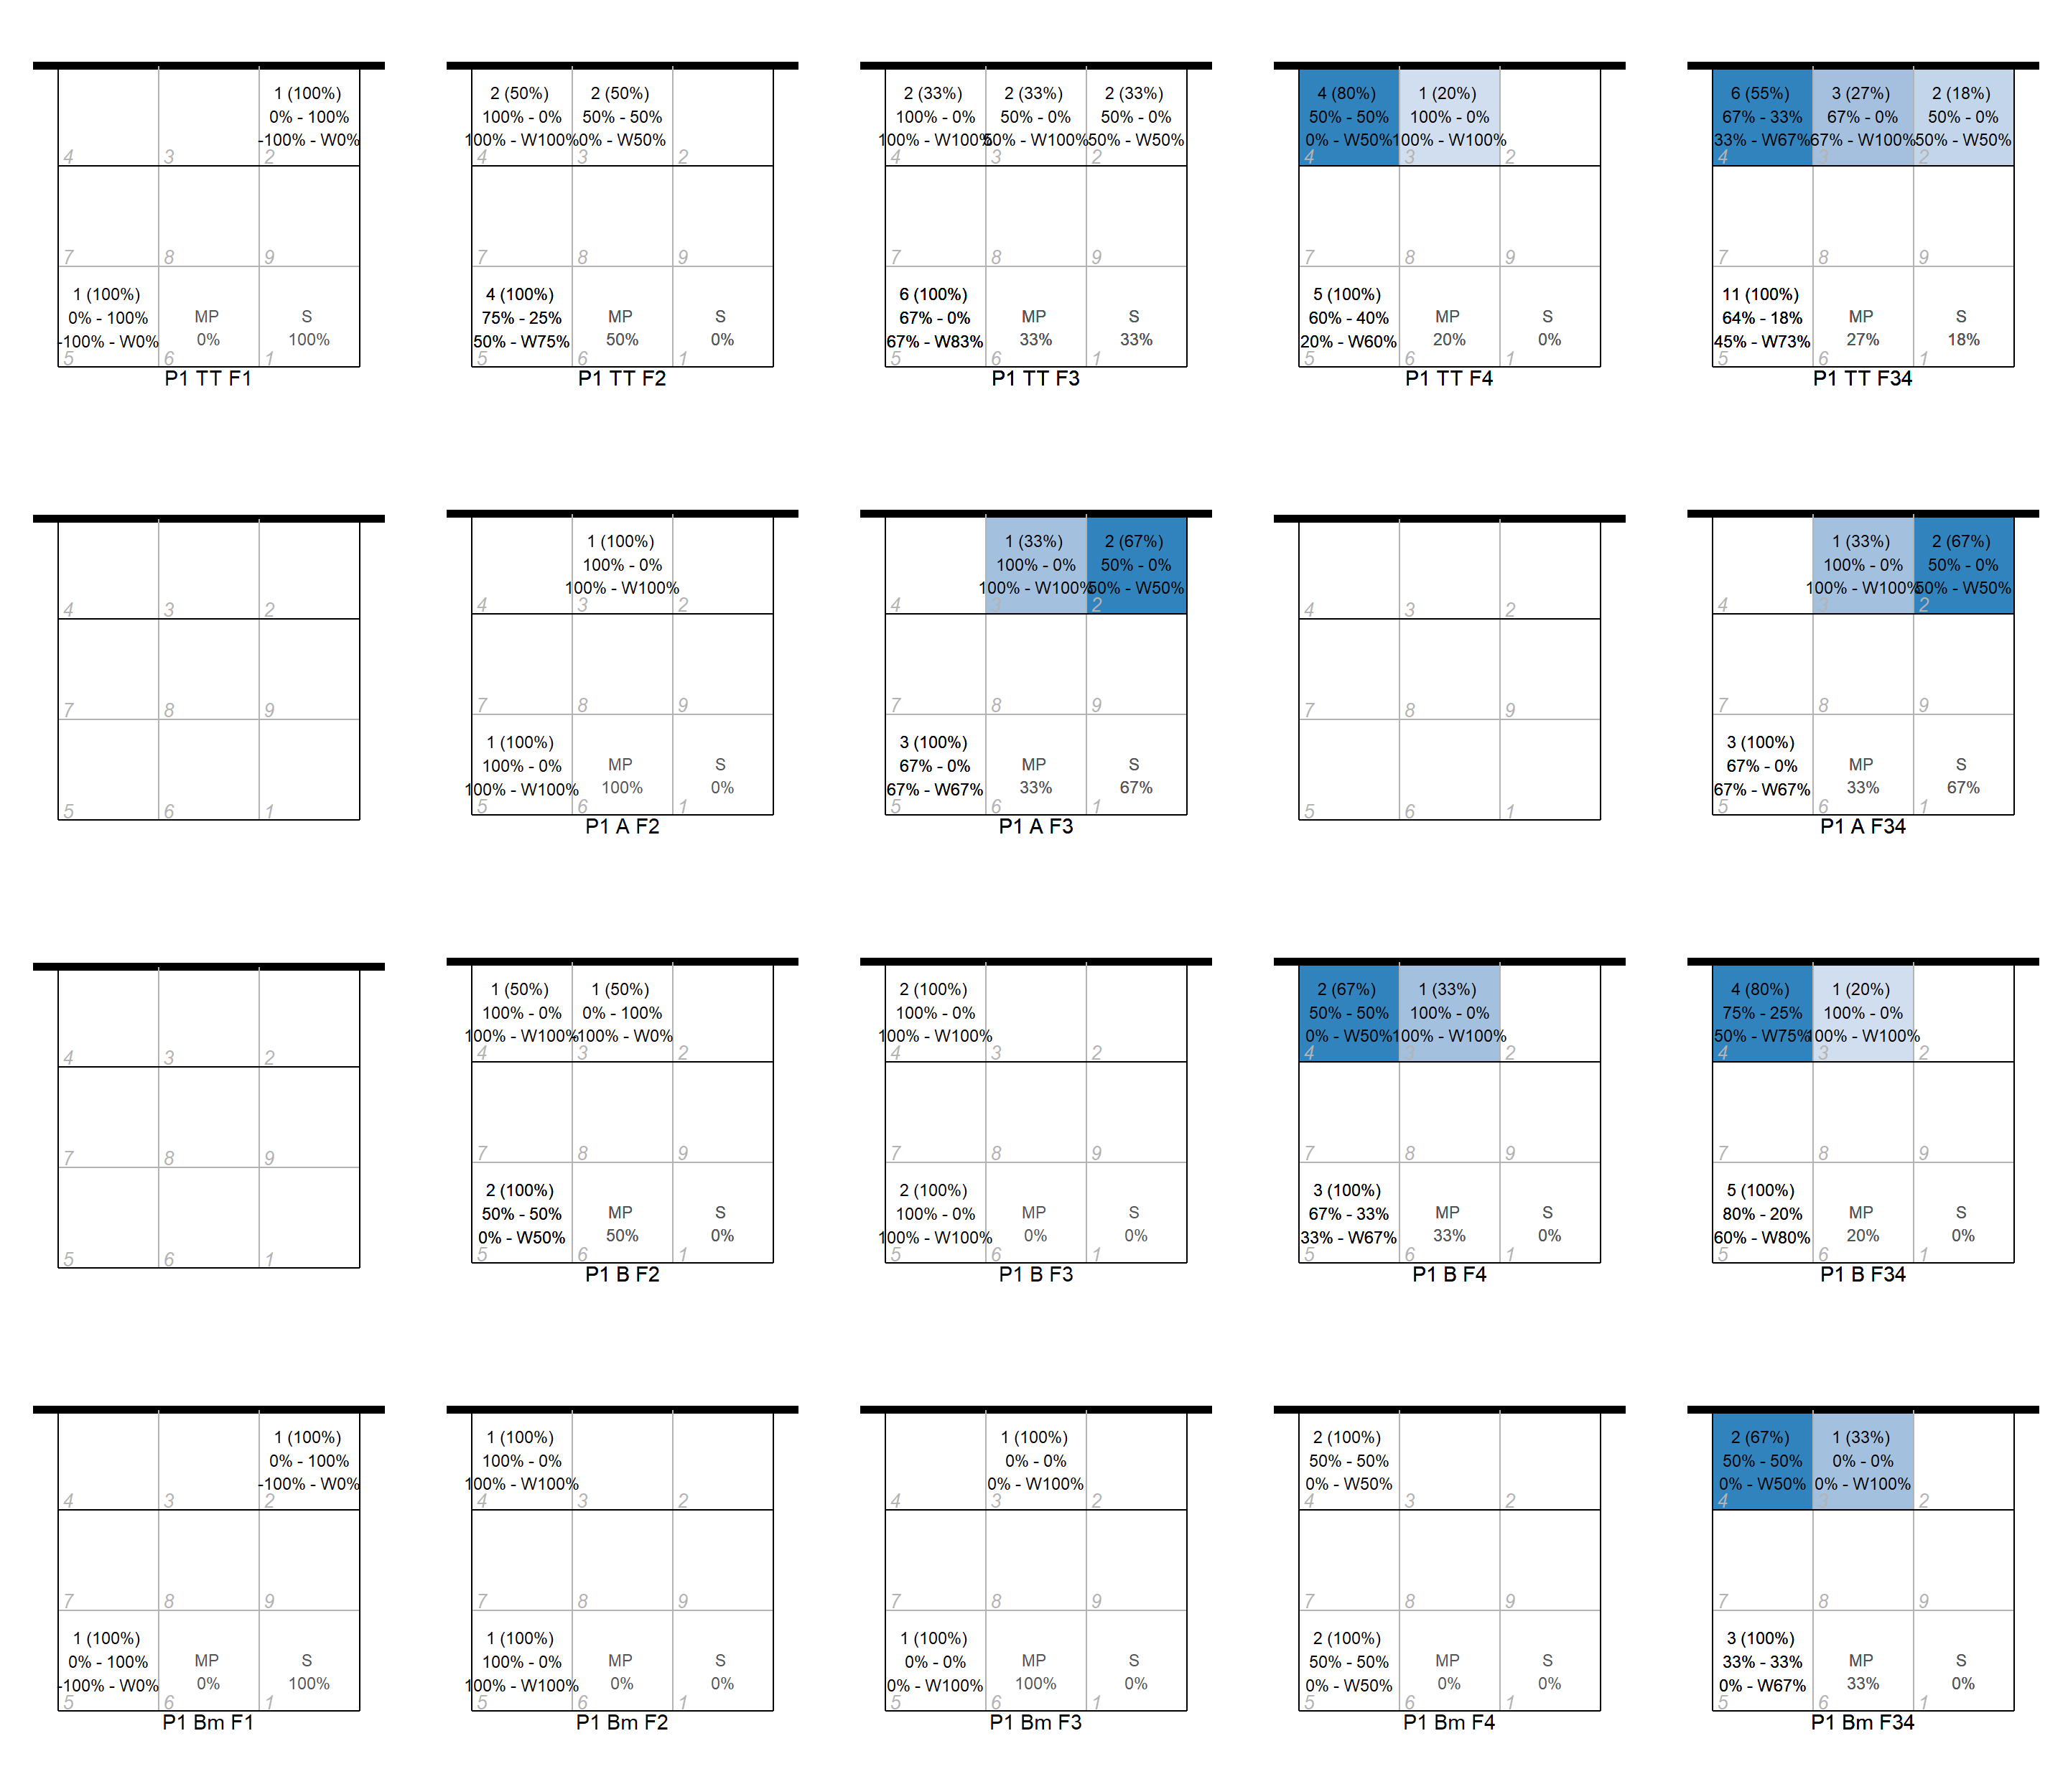 1 (100%)
0% - 100%
-100% - W0%
4 3 2
7 8 9
1 (100%) MP S
0% - 100% 0% 100%
-100% - W0%
5 6 1
P1 TT F1
2 (50%) 2 (50%)
100% - 0% 50% - 50%
100% - W100% 0% - W50%
4 3 2
7 8 9
4 (100%) MP S
75% - 25% 50% 0%
50% - W75%
5 6 1
P1 TT F2
2 (33%) 2 (33%) 2 (33%)
100% - 0% 50% - 0% 50% - 0%
100% - W100% 50% - W100% 50% - W50%
4 3 2
7 8 9
6 (100%) MP S
67% - 0% 33% 33%
67% - W83%
5 6 1
P1 TT F3
4 (80%) 1 (20%)
50% - 50% 100% - 0%
0% - W50% 100% - W100%
4 3 2
7 8 9
5 (100%) MP S
60% - 40% 20% 0%
20% - W60%
5 6 1
P1 TT F4
6 (55%) 3 (27%) 2 (18%)
67% - 33% 67% - 0% 50% - 0%
33% - W67% 67% - W100% 50% - W50%
4 3 2
7 8 9
11 (100%) MP S
64% - 18% 27% 18%
45% - W73%
5 6 1
P1 TT F34
4 3 2
7 8 9
5 6 1
1 (100%)
100% - 0%
100% - W100%
4 3 2
7 8 9
1 (100%) MP S
100% - 0% 100% 0%
100% - W100%
5 6 1
P1 A F2
1 (33%) 2 (67%)
100% - 0% 50% - 0%
100% - W100% 50% - W50%
4 3 2
7 8 9
3 (100%) MP S
67% - 0% 33% 67%
67% - W67%
5 6 1
P1 A F3
4 3 2
7 8 9
5 6 1
1 (33%) 2 (67%)
100% - 0% 50% - 0%
100% - W100% 50% - W50%
4 3 2
7 8 9
3 (100%) MP S
67% - 0% 33% 67%
67% - W67%
5 6 1
P1 A F34
4 3 2
7 8 9
5 6 1
1 (50%) 1 (50%)
100% - 0% 0% - 100%
100% - W100% -100% - W0%
4 3 2
7 8 9
2 (100%) MP S
50% - 50% 50% 0%
0% - W50%
5 6 1
P1 B F2
2 (100%)
100% - 0%
100% - W100%
4 3 2
7 8 9
2 (100%) MP S
100% - 0% 0% 0%
100% - W100%
5 6 1
P1 B F3
2 (67%) 1 (33%)
50% - 50% 100% - 0%
0% - W50% 100% - W100%
4 3 2
7 8 9
3 (100%) MP S
67% - 33% 33% 0%
33% - W67%
5 6 1
P1 B F4
4 (80%) 1 (20%)
75% - 25% 100% - 0%
50% - W75% 100% - W100%
4 3 2
7 8 9
5 (100%) MP S
80% - 20% 20% 0%
60% - W80%
5 6 1
P1 B F34
1 (100%)
0% - 100%
-100% - W0%
4 3 2
7 8 9
1 (100%) MP S
0% - 100% 0% 100%
-100% - W0%
5 6 1
P1 Bm F1
1 (100%)
100% - 0%
100% - W100%
4 3 2
7 8 9
1 (100%) MP S
100% - 0% 0% 0%
100% - W100%
5 6 1
P1 Bm F2
1 (100%)
0% - 0%
0% - W100%
4 3 2
7 8 9
1 (100%) MP S
0% - 0% 100% 0%
0% - W100%
5 6 1
P1 Bm F3
2 (100%)
50% - 50%
0% - W50%
4 3 2
7 8 9
2 (100%) MP S
50% - 50% 0% 0%
0% - W50%
5 6 1
P1 Bm F4
2 (67%) 1 (33%)
50% - 50% 0% - 0%
0% - W50% 0% - W100%
4 3 2
7 8 9
3 (100%) MP S
33% - 33% 33% 0%
0% - W67%
5 6 1
P1 Bm F34